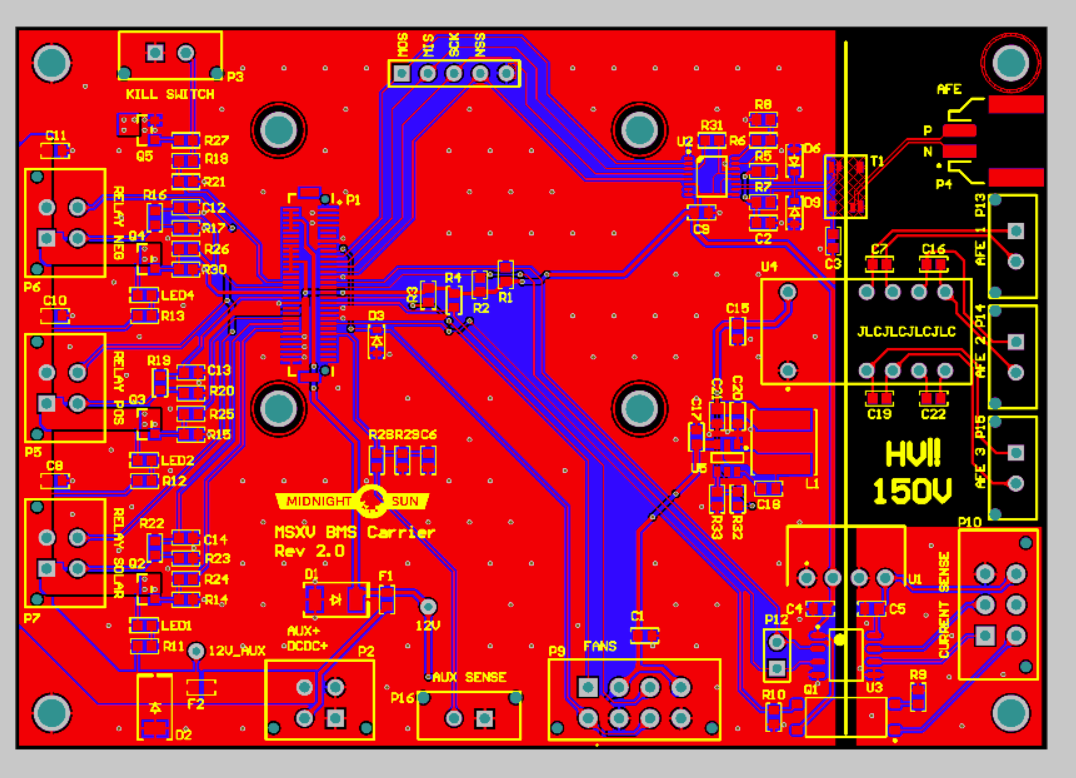 MOS
MIS
SCK
NSS
P3
KILL SWITCH
AFE
C11
Q5
R27
R18
R21
R8
R31
R6
U2
R5
D6
P
N
T1
P4
RELAY NEG
R16
C12
R17
Q4
R26
R30
P6
P1
R7
D9
C9
C2
C3
P13
AFE 1
C7
C16
U4
LED4
C10
R13
R3
R4
R2
R1
D3
C15
JLCJLCJLCJLC
P14
AFE 2
RELAY POS
R19
C13
R20
Q3
R25
R15
P5
C21
C20
C17
C19
C22
LED2
C8
R12
R28
R29
C6
L1
C18
R33
R32
HV!!
150V
P15
AFE 3
MIDNIGHT SUN
MSXV BMS Carrier
Rev 2.0
RELAY SOLAR
R22
C14
R23
Q2
R24
R14
P7
P10
CURRENT SENSE
D1
F1
12V
U1
C4
C5
P12
LED1
R11
12V_AUX
AUX+
DCDC+
P2
C1
FANS
P9
AUX SENSE
P16
F2
D2
R10
Q1
U3
R9